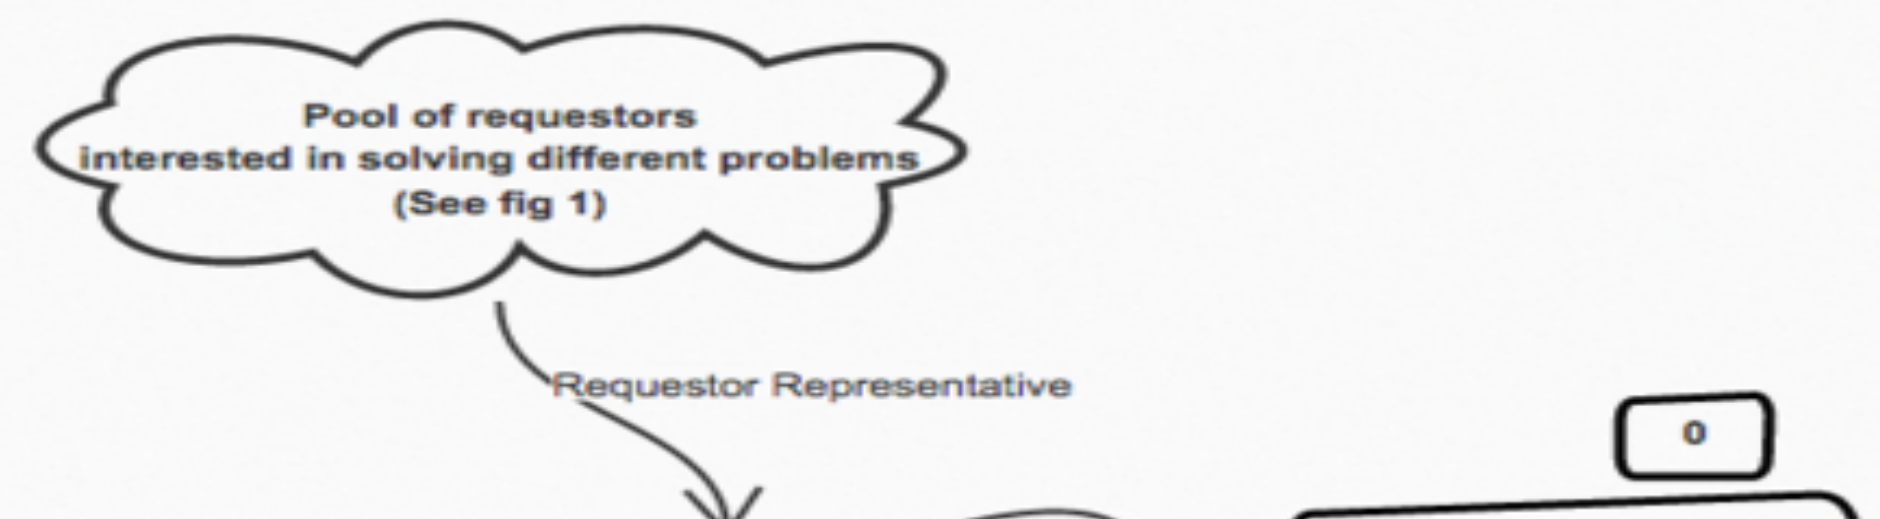 Pool of requestors
interested in solving different problems
(See fig 1)
Requestor Representative
0